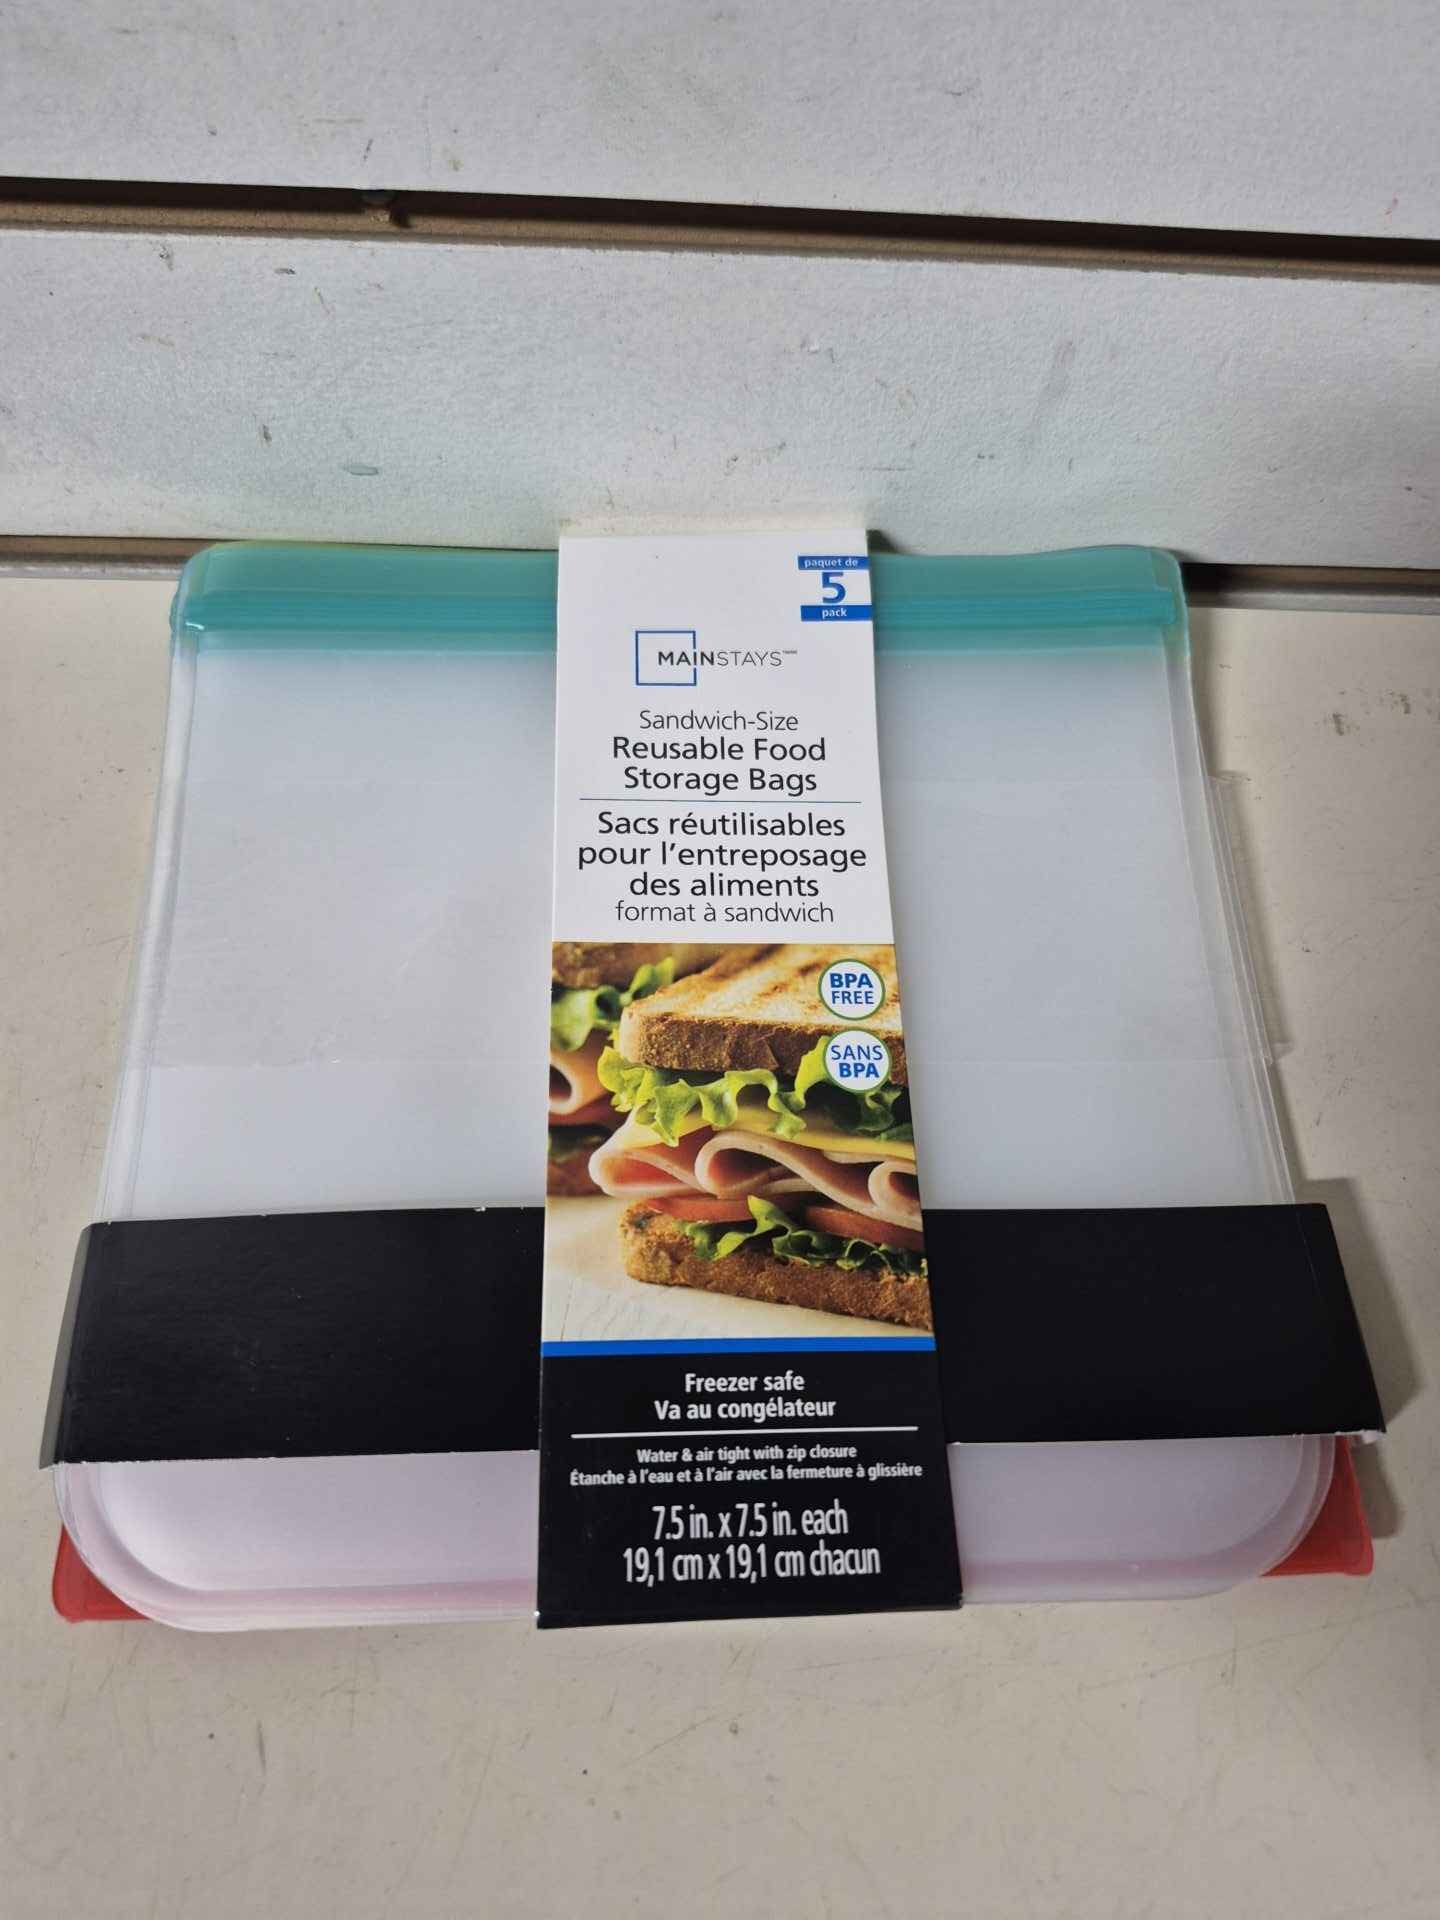 paquet de
5
pack
MAINSTAYS
Sandwich-Size
Reusable Food
Storage Bags
Sacs réutilisables
pour l'entreposage
des aliments
format à sandwich
BPA
FREE
SANS
BPA
Freezer safe
Va au congélateur
Water & air tight with zip closure
Étanche à l'eau et à l'air avec la fermeture à glissière
7.5 in. x 7.5 in. each
19,1 cm x 19,1 cm chacun